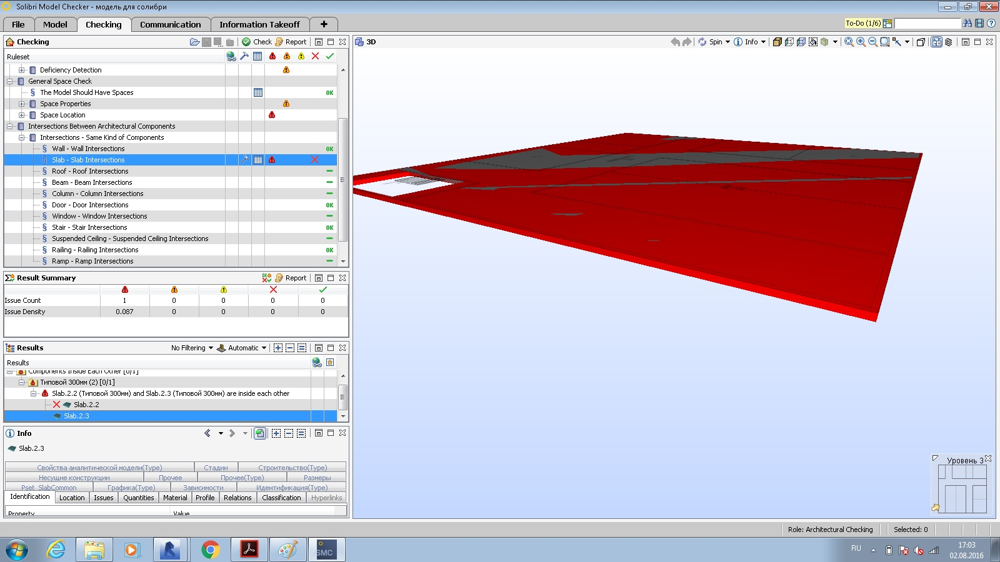 Solibri Model Checker - модель для солибри
File Model Checking Communication Information Takeoff +
To-Do (1/6)
Checking Check Report
Ruleset
Deficiency Detection
General Space Check
§ The Model Should Have Spaces OK
Space Properties
Space Location
Intersections Between Architectural Components
Intersections - Same Kind of Components
§ Wall - Wall Intersections OK
§ Slab - Slab Intersections
§ Roof - Roof Intersections
§ Beam - Beam Intersections
§ Column - Column Intersections
§ Door - Door Intersections OK
§ Window - Window Intersections
§ Stair - Stair Intersections OK
§ Suspended Ceiling - Suspended Ceiling Intersections
§ Railing - Railing Intersections OK
§ Ramp - Ramp Intersections
Result Summary Report
Issue Count 1 0 0 0 0
Issue Density 0.087 0 0 0 0
Results No Filtering Automatic
Results
Components Inside Each Other [0/1]
Типовой 300мм (2) [0/1]
Slab.2.2 (Типовой 300мм) and Slab.2.3 (Типовой 300мм) are inside each other
Slab.2.2
Slab.2.3
Info
Slab.2.3
Свойства аналитической модели(Type) Стадии Строительство(Type)
Несущие конструкции Прочее Прочее(Type) Размеры
Pset_SlabCommon Графика(Type) Зависимости Идентификация(Type)
Identification Location Issues Quantities Material Profile Relations Classification Hyperlinks
Property Value
3D Spin Info
Уровень 3
Role: Architectural Checking Selected: 0
SMC
RU 17:03
02.08.2016